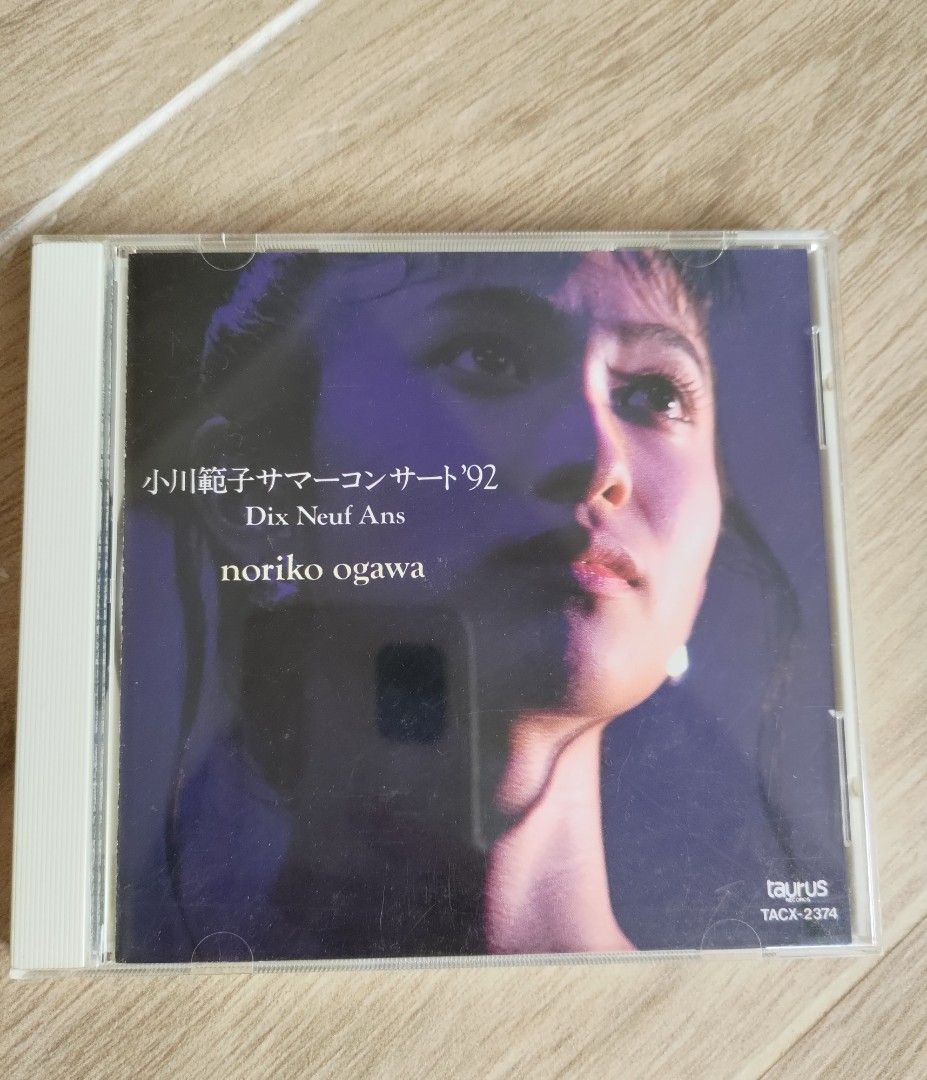 小川範子サマーコンサート'92
Dix Neuf Ans
noriko ogawa
taurus
RECORDS
TACX-2374